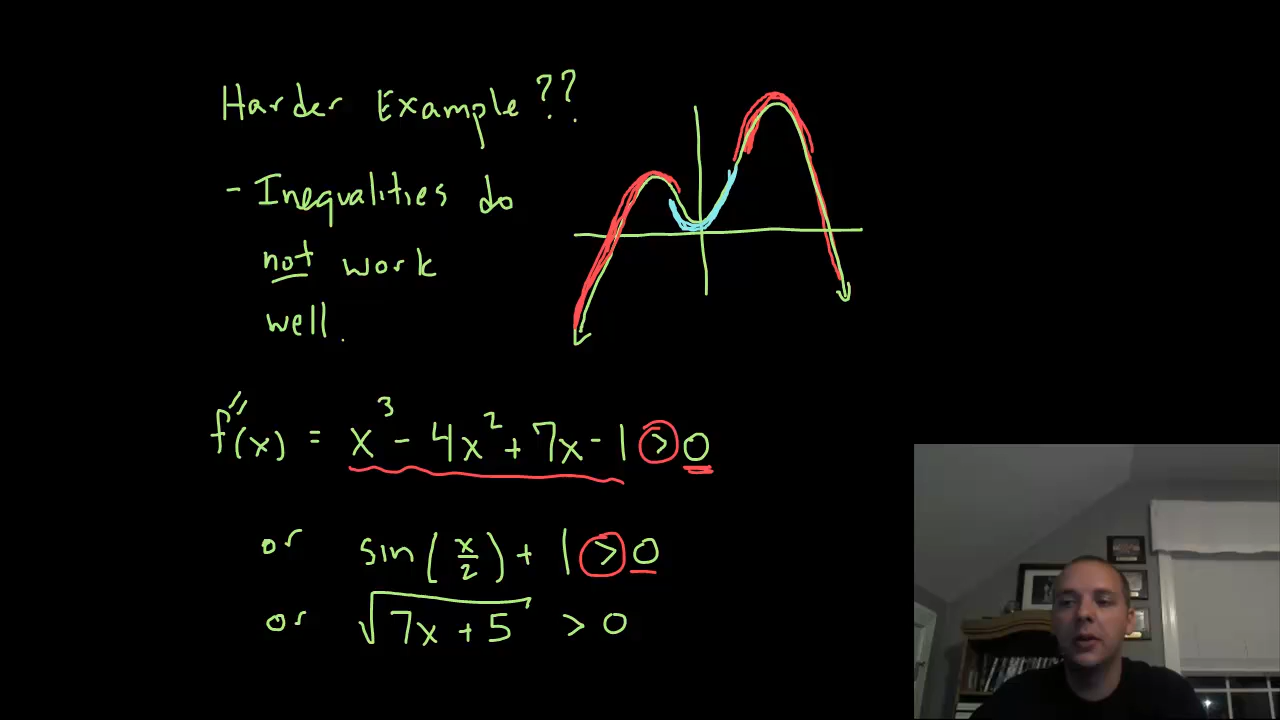 Harder Example??
- Inequalities do
not work
well.
f''(x) = x³ - 4x² + 7x - 1 > 0
or sin(x/2) + 1 > 0
or √(7x + 5) > 0